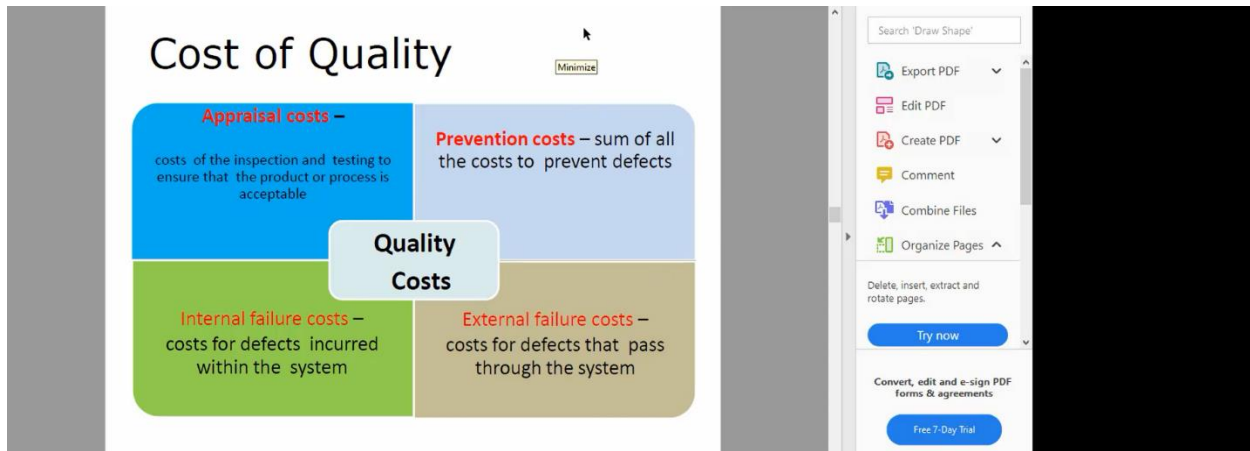 Cost of Quality
Minimize
Appraisal costs –
costs of the inspection and testing to
ensure that the product or process is
acceptable
Prevention costs – sum of all
the costs to prevent defects
Quality
Costs
Internal failure costs –
costs for defects incurred
within the system
External failure costs –
costs for defects that pass
through the system
Search 'Draw Shape'
Export PDF
Edit PDF
Create PDF
Comment
Combine Files
Organize Pages
Delete, insert, extract and
rotate pages.
Try now
Convert, edit and e-sign PDF
forms & agreements
Free 7-Day Trial